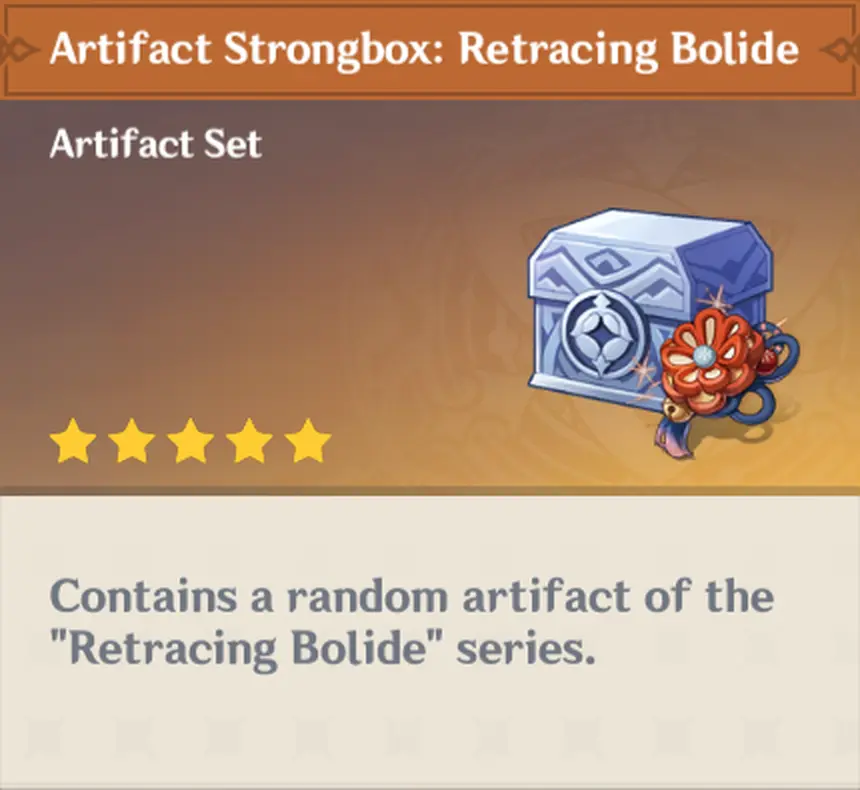 Artifact Strongbox: Retracing Bolide
Artifact Set
Contains a random artifact of the
"Retracing Bolide" series.